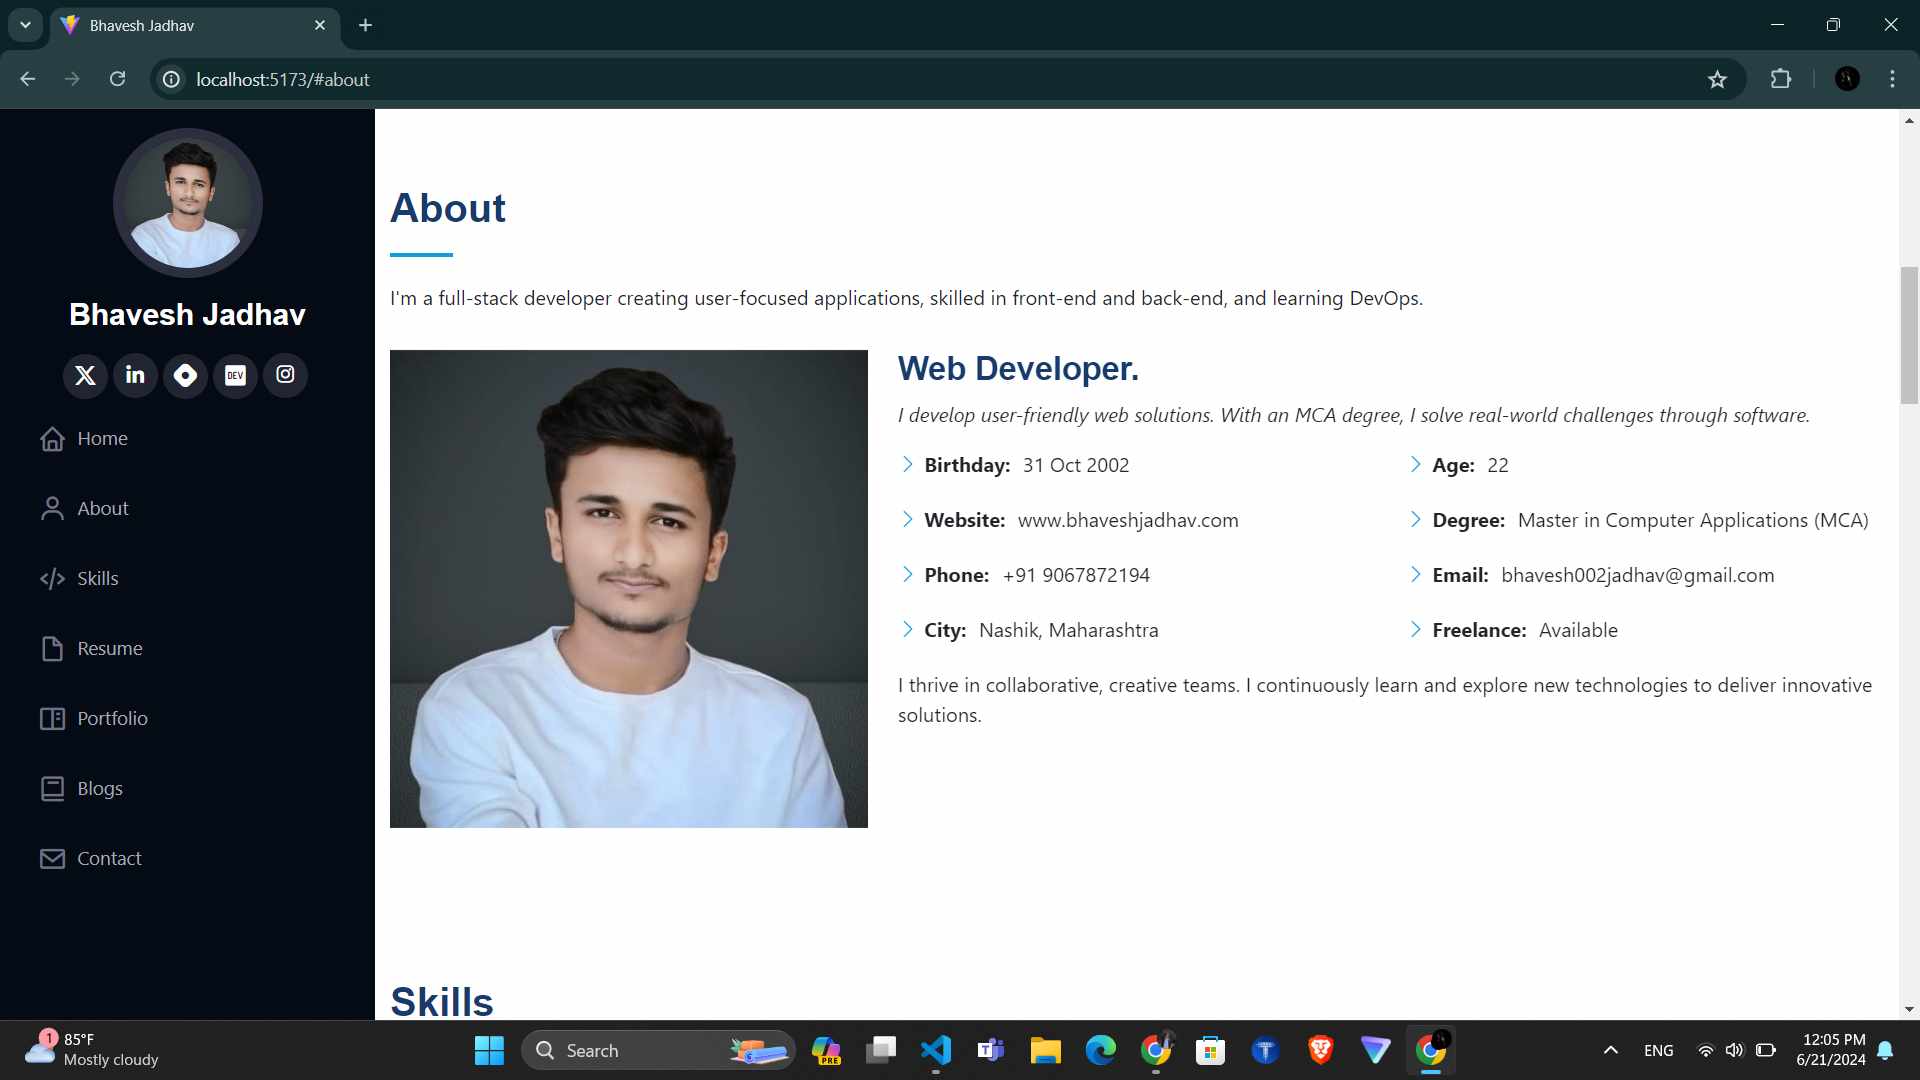 Bhavesh Jadhav
localhost:5173/#about
Bhavesh Jadhav
DEV
Home
About
Skills
Resume
Portfolio
Blogs
Contact
About
I'm a full-stack developer creating user-focused applications, skilled in front-end and back-end, and learning DevOps.
Web Developer.
I develop user-friendly web solutions. With an MCA degree, I solve real-world challenges through software.
Birthday: 31 Oct 2002 Age: 22
Website: www.bhaveshjadhav.com Degree: Master in Computer Applications (MCA)
Phone: +91 9067872194 Email: bhavesh002jadhav@gmail.com
City: Nashik, Maharashtra Freelance: Available
I thrive in collaborative, creative teams. I continuously learn and explore new technologies to deliver innovative
solutions.
Skills
1
85°F
Mostly cloudy
Search
PRE
ENG
12:05 PM
6/21/2024